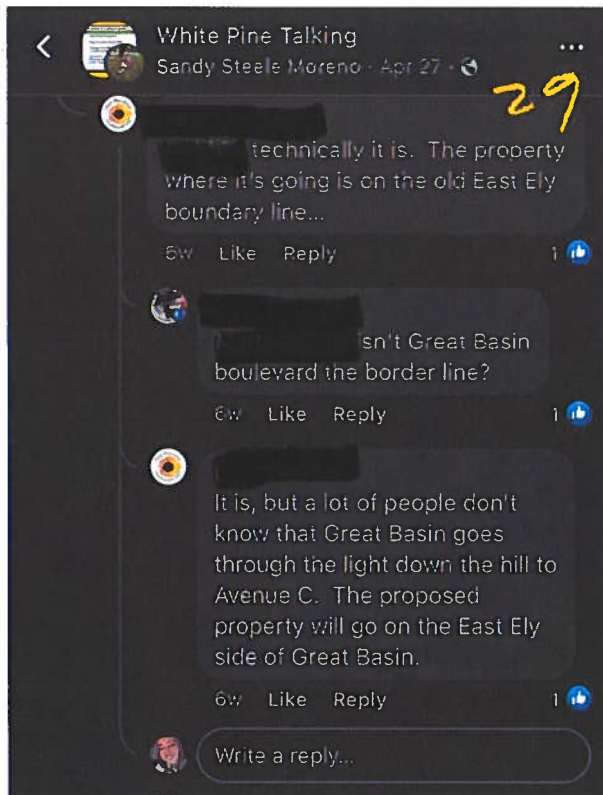 White Pine Talking
Sandy Steele Moreno · Apr 27 ·
29
technically it is. The property
where it's going is on the old East Ely
boundary line...
6w Like Reply 1
sn't Great Basin
boulevard the border line?
6w Like Reply 1
It is, but a lot of people don't
know that Great Basin goes
through the light down the hill to
Avenue C. The proposed
property will go on the East Ely
side of Great Basin.
6w Like Reply 1
Write a reply...